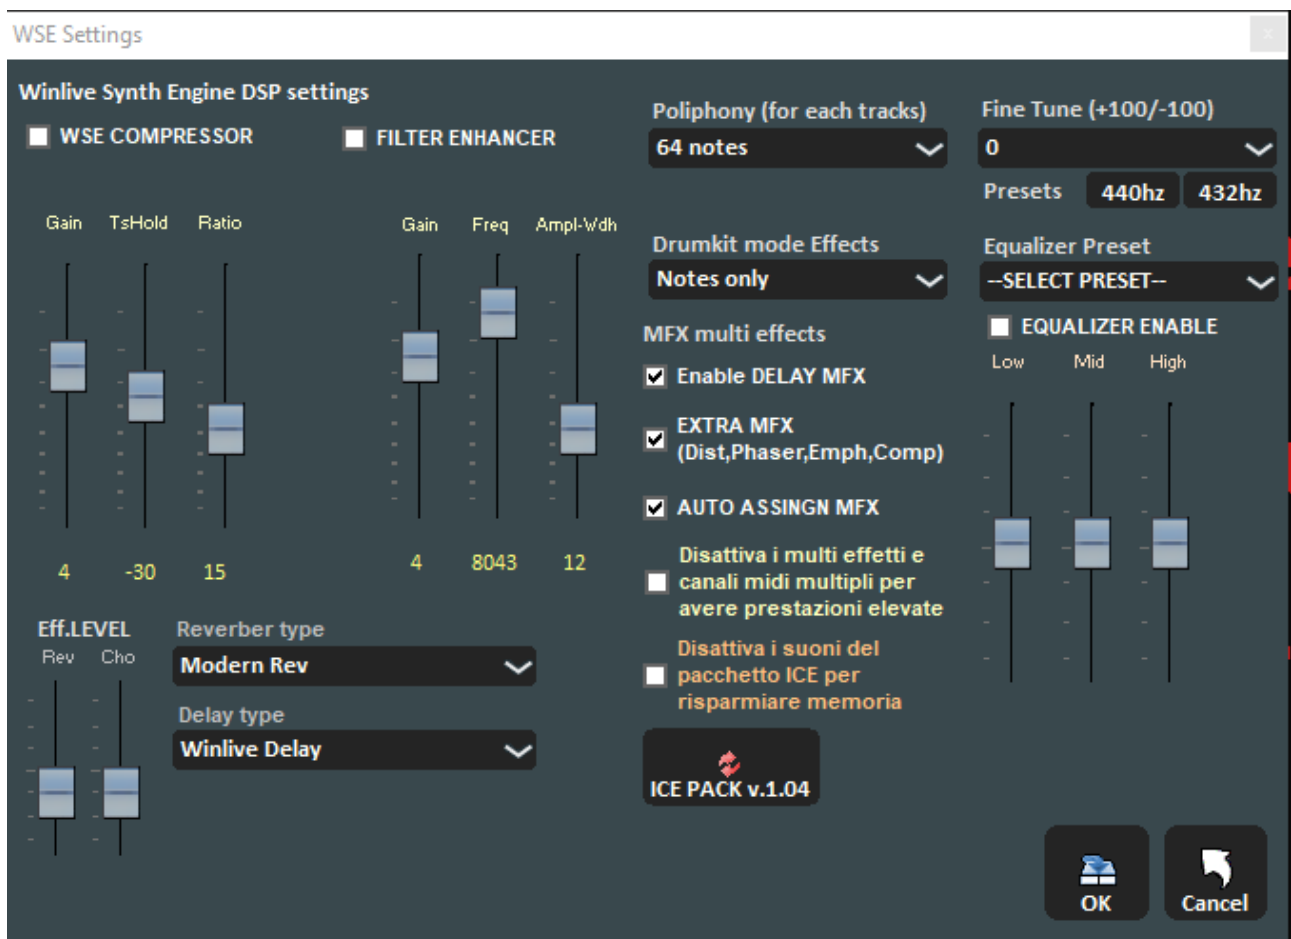 WSE Settings
x
Winlive Synth Engine DSP settings
WSE COMPRESSOR
FILTER ENHANCER
Gain TsHold Ratio
Gain Freq Ampl-Wdh
4 -30 15
4 8043 12
Eff.LEVEL
Rev Cho
Reverber type
Modern Rev
Delay type
Winlive Delay
Poliphony (for each tracks)
64 notes
Drumkit mode Effects
Notes only
MFX multi effects
Enable DELAY MFX
EXTRA MFX
(Dist,Phaser,Emph,Comp)
AUTO ASSINGN MFX
Disattiva i multi effetti e
canali midi multipli per
avere prestazioni elevate
Disattiva i suoni del
pacchetto ICE per
risparmiare memoria
ICE PACK v.1.04
Fine Tune (+100/-100)
0
Presets 440hz 432hz
Equalizer Preset
--SELECT PRESET--
EQUALIZER ENABLE
Low Mid High
OK Cancel